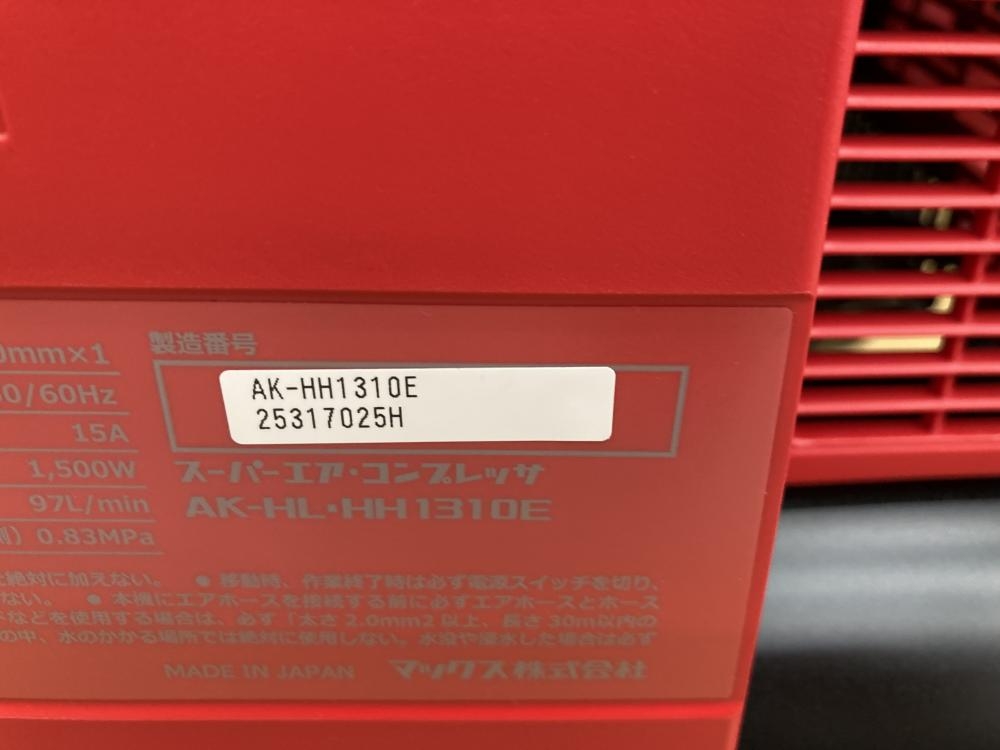 0mm×1
50/60Hz
15A
1,500W
97L/min
0.83MPa
製造番号
AK-HH1310E
25317025H
スーパーエア・コンプレッサ
AK-HL・HH1310E
絶対に加えない。 ● 移動時、作業終了時は必ず電源スイッチを切り、
ない。 ● 本機にエアホースを接続する前に必ずエアホースとホース
などを使用する場合は、必ず「太さ 2.0mm2 以上、長さ 30m以内の
の中、水のかかる場所では絶対に使用しない。水没や浸水した場合は必ず
MADE IN JAPAN マックス株式会社